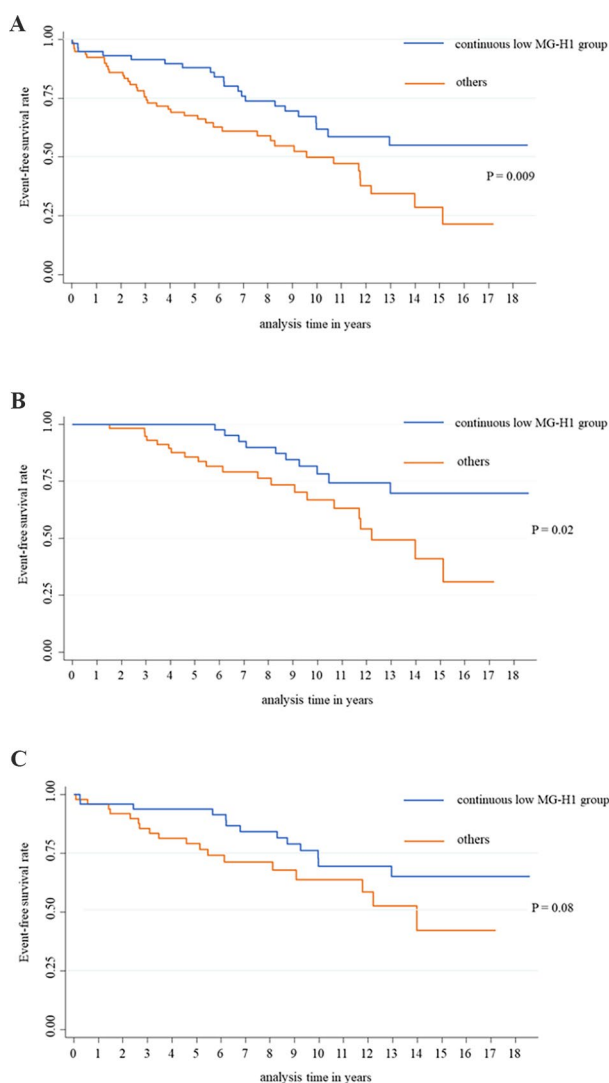 A
1.00
continuous low MG-H1 group
others
0.75
Event-free survival rate
0.50
P = 0.009
0.25
0.00
0 1 2 3 4 5 6 7 8 9 10 11 12 13 14 15 16 17 18
analysis time in years
B
1.00
continuous low MG-H1 group
others
0.75
Event-free survival rate
0.50
P = 0.02
0.25
0.00
0 1 2 3 4 5 6 7 8 9 10 11 12 13 14 15 16 17 18
analysis time in years
C
1.00
continuous low MG-H1 group
others
0.75
Event-free survival rate
0.50
P = 0.08
0.25
0.00
0 1 2 3 4 5 6 7 8 9 10 11 12 13 14 15 16 17 18
analysis time in years